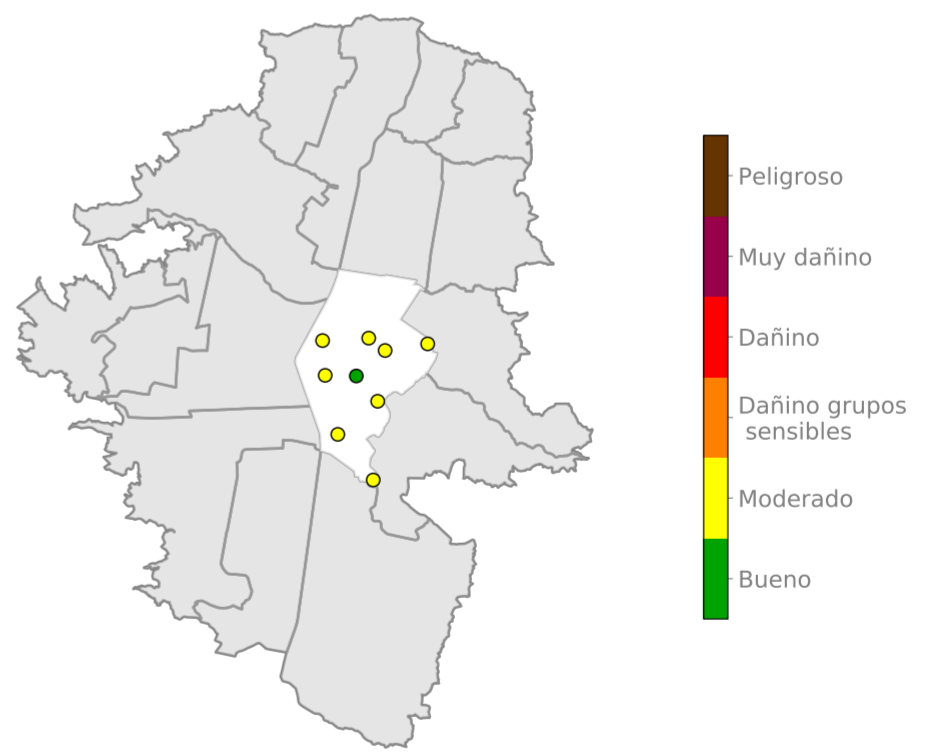 Peligroso
Muy dañino
Dañino
Dañino grupos
sensibles
Moderado
Bueno